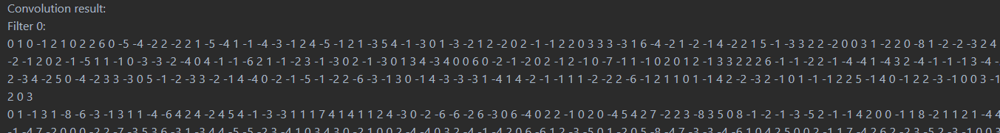 Convolution result:
Filter 0:
0 1 0 -1 2 1 0 2 2 6 0 -5 -4 -2 2 -2 2 1 -5 -4 1 -1 -4 -3 -1 2 4 -5 -1 2 1 -3 5 4 -1 -3 0 1 -3 -2 1 2 -2 0 2 -1 -1 2 2 0 3 3 3 -3 1 6 -4 -2 1 -2 -1 4 -2 2 1 5 -1 -3 3 2 2 -2 0 0 3 1 -2 2 0 -8 1 -2 -2 -3 2 4
-2 -1 2 0 2 -1 -5 1 1 -1 0 -3 -3 -2 -4 0 4 -1 -1 -6 2 1 -1 -2 3 -1 -3 0 2 -1 -3 0 1 3 4 -3 4 0 0 6 0 -2 -1 -2 0 2 -1 2 -1 0 -7 -1 1 -1 0 2 0 1 2 -1 3 3 2 2 2 6 -1 -1 -2 2 -1 -4 -4 1 -4 3 2 -4 -1 -1 -1 3 -4 -
2 -3 4 -2 5 0 -4 -2 3 3 -3 0 5 -1 -2 -3 3 -2 -1 4 -4 0 -2 -1 -5 -1 -2 2 -6 -3 -1 3 0 -1 4 -3 -3 -3 1 -4 1 4 -2 -1 -1 1 1 -2 -2 2 -6 -1 2 1 1 0 1 -1 4 2 -2 -3 2 -1 0 1 -1 -1 2 2 5 -1 4 0 -1 2 2 -3 -1 0 0 3 -1
2 0 3
0 1 -1 3 1 -8 -6 -3 -1 3 1 1 -4 -6 4 2 4 -2 4 5 4 -1 -3 -3 1 1 1 7 4 1 4 1 1 2 4 -3 0 -2 -6 -6 -2 6 -3 0 6 -4 0 2 2 -1 0 2 0 -4 5 4 2 7 -2 2 3 -8 3 5 0 8 -1 -2 -1 -3 -5 2 -1 -1 4 2 0 0 -1 1 8 -2 1 1 2 1 -4 4